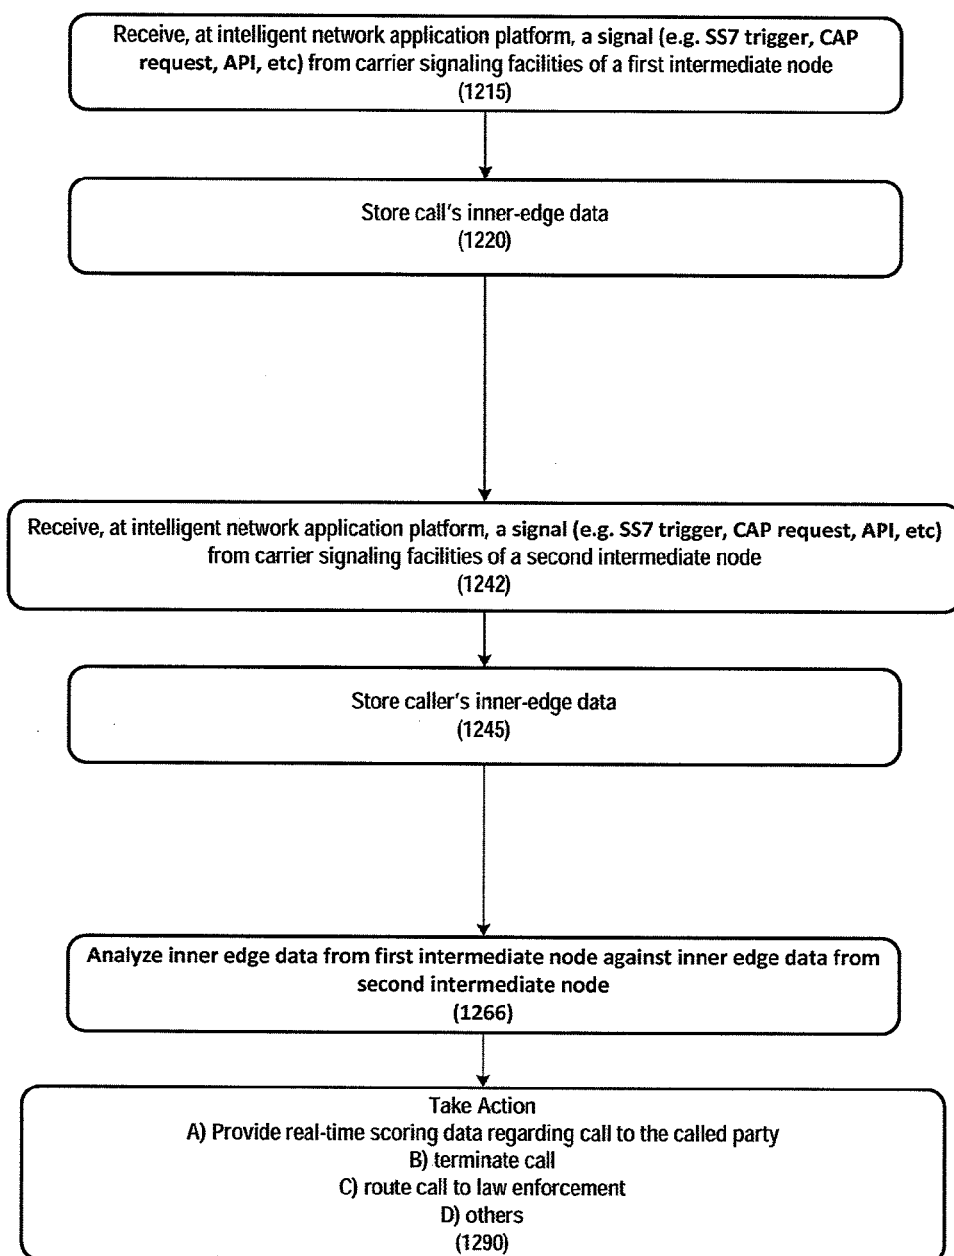 Receive, at intelligent network application platform, a signal (e.g. SS7 trigger, CAP
request, API, etc) from carrier signaling facilities of a first intermediate node
(1215)
Store call's inner-edge data
(1220)
Receive, at intelligent network application platform, a signal (e.g. SS7 trigger, CAP request, API, etc)
from carrier signaling facilities of a second intermediate node
(1242)
Store caller's inner-edge data
(1245)
Analyze inner edge data from first intermediate node against inner edge data from
second intermediate node
(1266)
Take Action
A) Provide real-time scoring data regarding call to the called party
B) terminate call
C) route call to law enforcement
D) others
(1290)